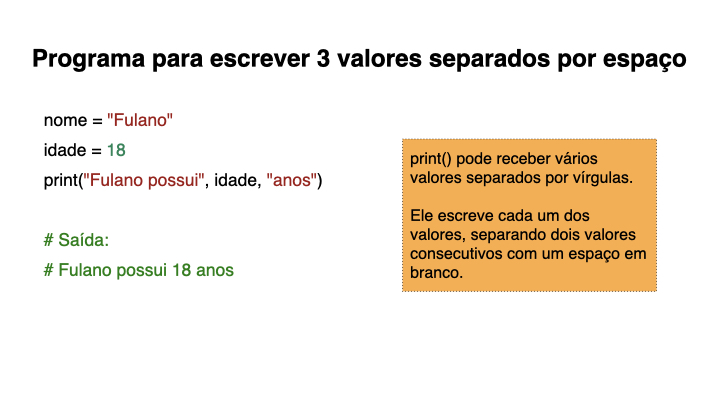 Programa para escrever 3 valores separados por espaço
nome = "Fulano"
idade = 18
print("Fulano possui", idade, "anos")
# Saída:
# Fulano possui 18 anos
print() pode receber vários
valores separados por vírgulas.
Ele escreve cada um dos
valores, separando dois valores
consecutivos com um espaço em
branco.